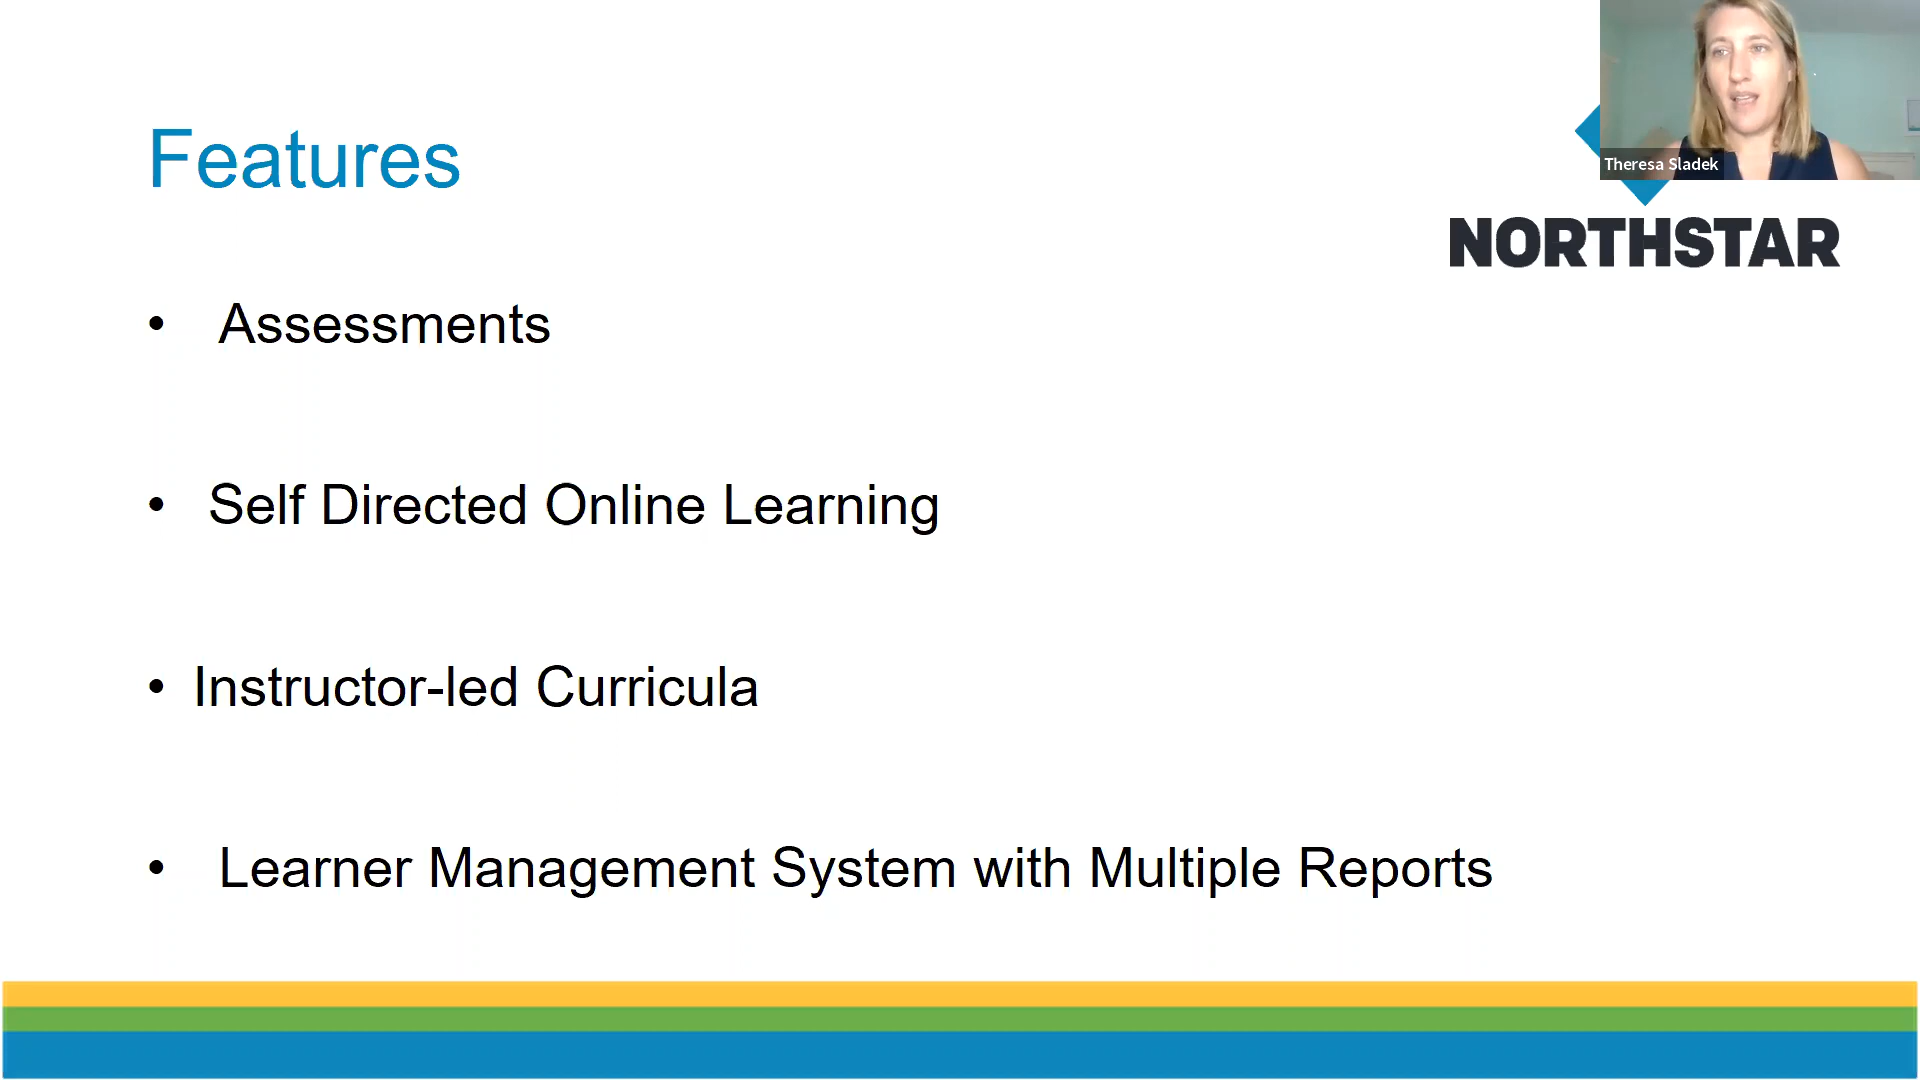 Features
Theresa Sladek
NORTHSTAR
• Assessments
• Self Directed Online Learning
• Instructor-led Curricula
• Learner Management System with Multiple Reports